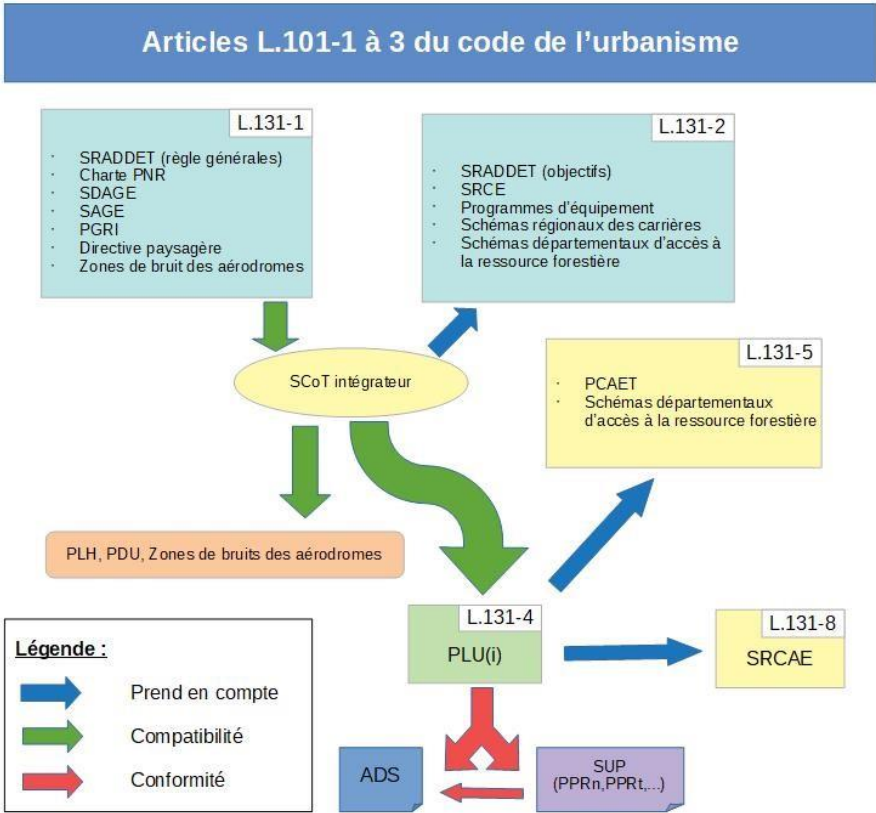 Articles L.101-1 à 3 du code de l'urbanisme
L.131-1
· SRADDET (règle générales)
· Charte PNR
· SDAGE
· SAGE
· PGRI
· Directive paysagère
· Zones de bruit des aérodromes
L.131-2
· SRADDET (objectifs)
· SRCE
· Programmes d'équipement
· Schémas régionaux des carrières
· Schémas départementaux d'accès à
la ressource forestière
SCoT intégrateur
L.131-5
· PCAET
· Schémas départementaux
d'accès à la ressource forestière
PLH, PDU, Zones de bruits des aérodromes
L.131-4
PLU(i)
L.131-8
SRCAE
Légende :
Prend en compte
Compatibilité
Conformité
ADS
SUP
(PPRn,PPRt,...)